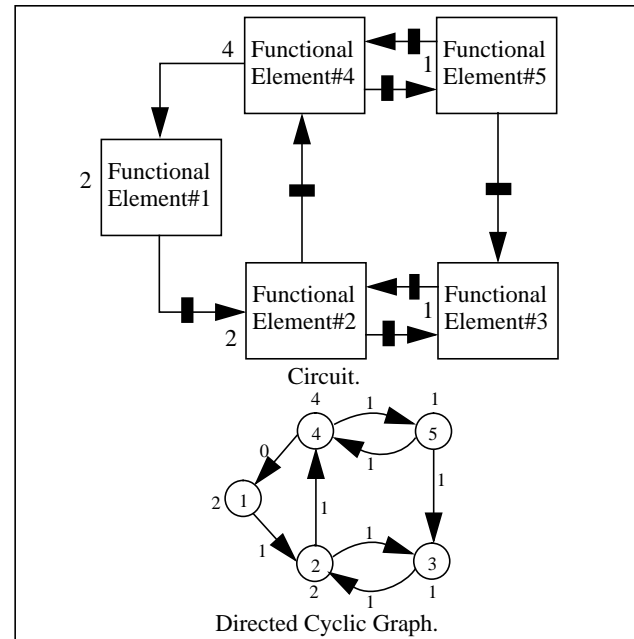 4
Functional
Element#4
1
Functional
Element#5
2
Functional
Element#1
2
Functional
Element#2
1
Functional
Element#3
Circuit.
4
1
1
4
5
0
1
2
1
1
1
1
1
2
3
2
1
1
Directed Cyclic Graph.